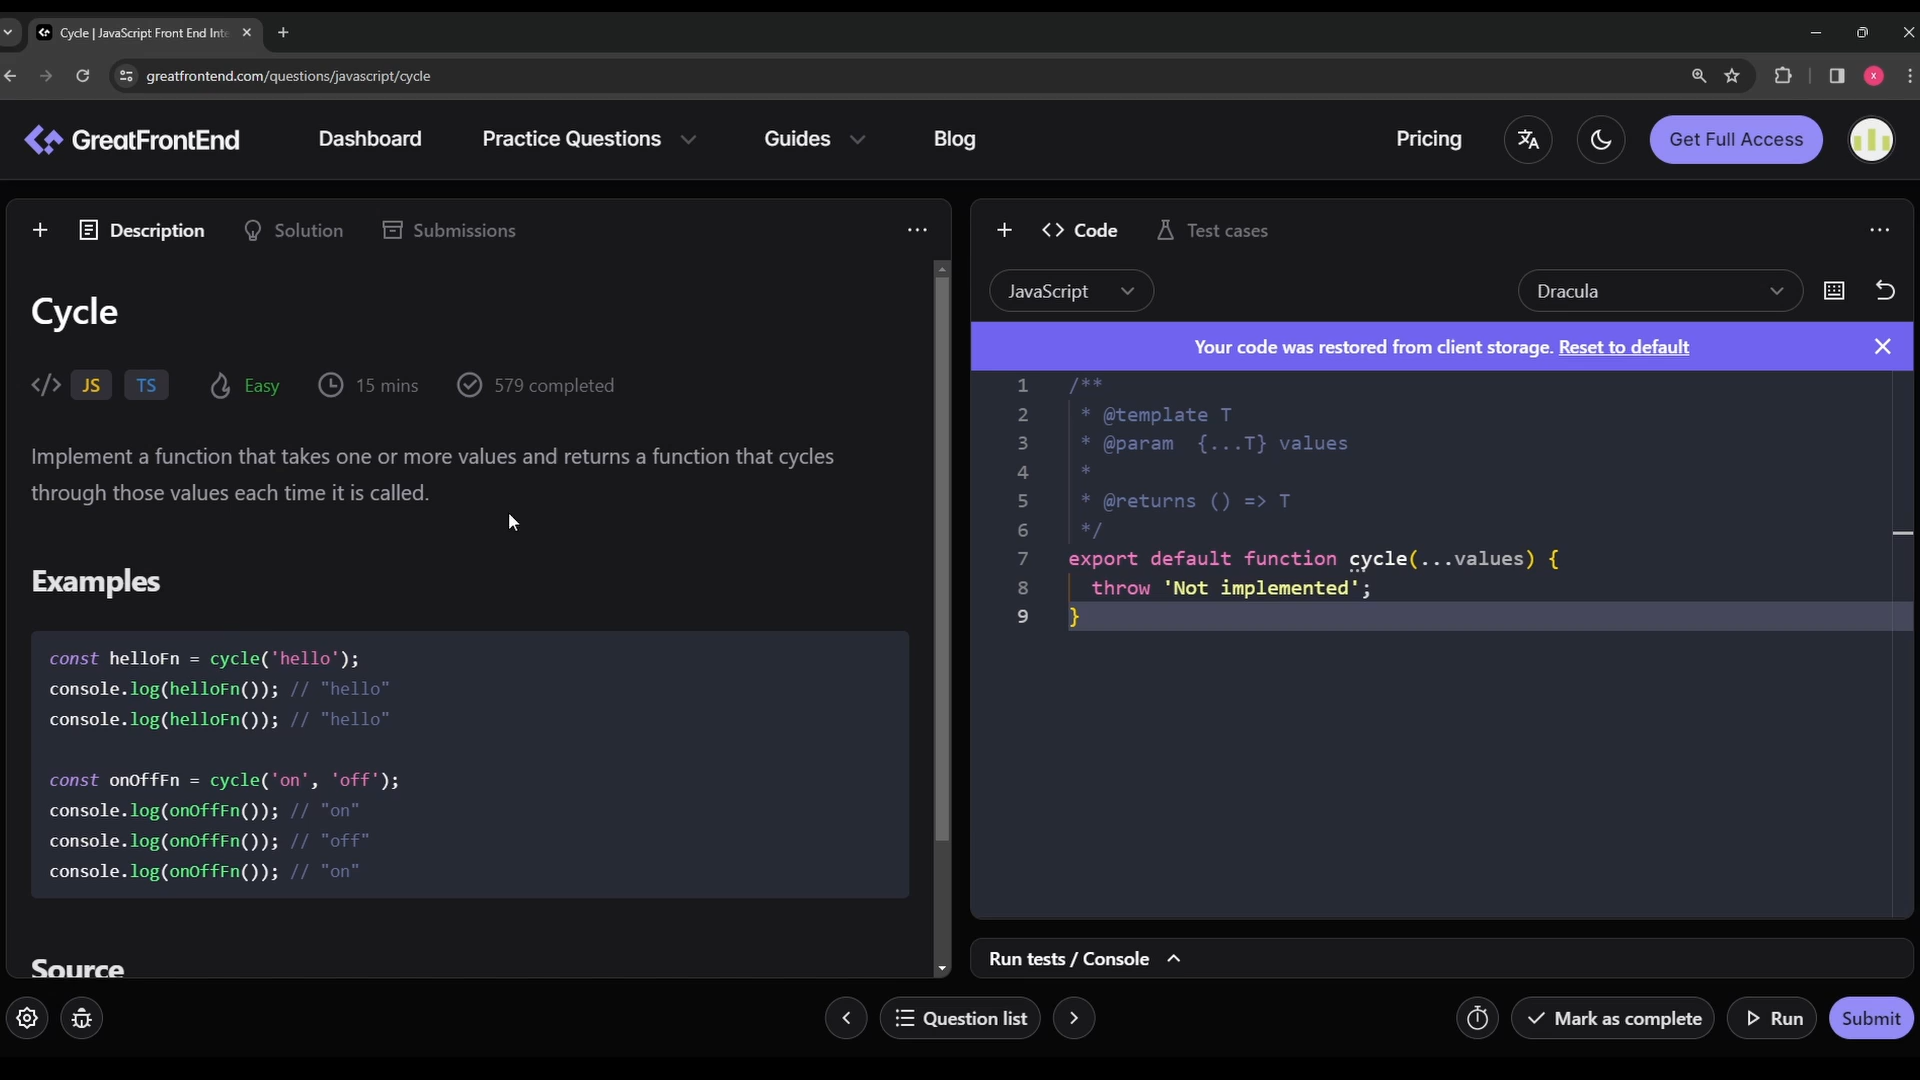 Cycle | JavaScript Front End Inte
greatfrontend.com/questions/javascript/cycle
x
GreatFrontEnd
Dashboard
Practice Questions
Guides
Blog
Pricing
Get Full Access
Description
Solution
Submissions
Cycle
JS
TS
Easy
15 mins
579 completed
Implement a function that takes one or more values and returns a function that cycles
through those values each time it is called.
Examples
const helloFn = cycle('hello');
console.log(helloFn()); // "hello"
console.log(helloFn()); // "hello"
const onOffFn = cycle('on', 'off');
console.log(onOffFn()); // "on"
console.log(onOffFn()); // "off"
console.log(onOffFn()); // "on"
Source
Code
Test cases
JavaScript
Dracula
Your code was restored from client storage. Reset to default
1 /**
2 * @template T
3 * @param {...T} values
4 *
5 * @returns () => T
6 */
7 export default function cycle(...values) {
8 throw 'Not implemented';
9 }
Run tests / Console
Question list
Mark as complete
Run
Submit